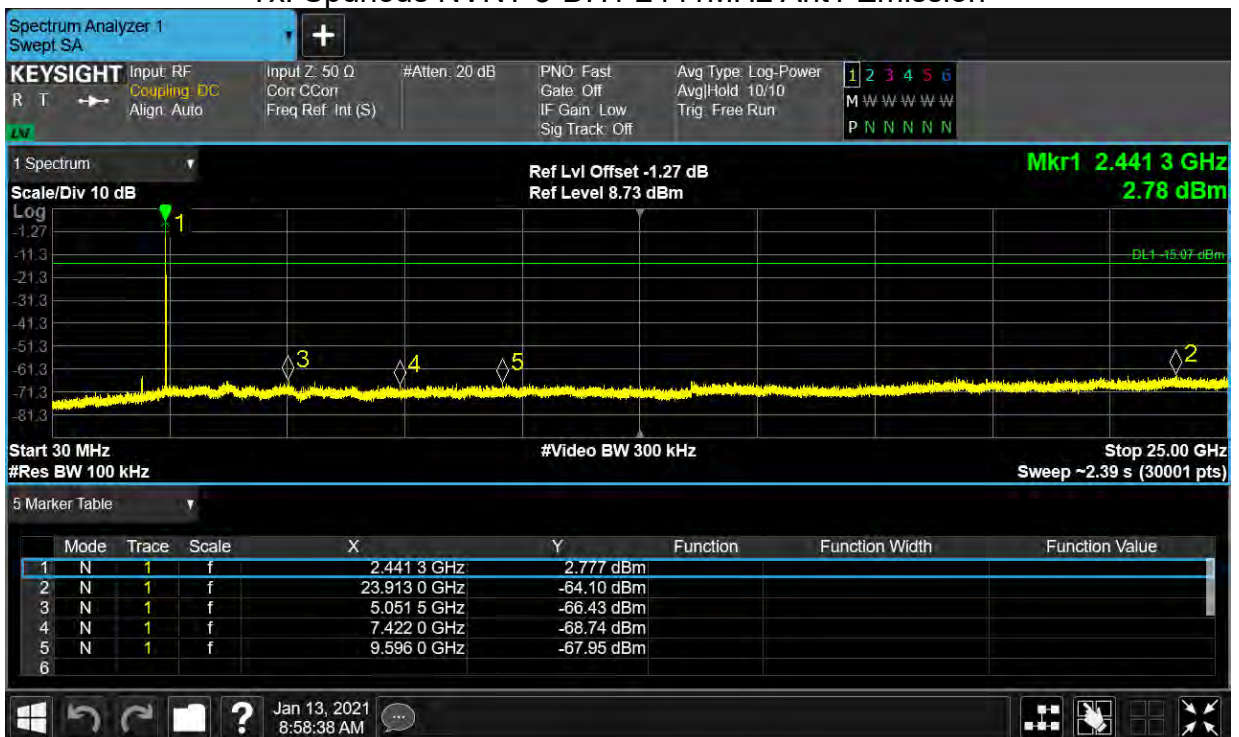 Tx. Spurious NVNT 3-DH1 2441MHz Ant1 Emission
Spectrum Analyzer 1
Swept SA
+
KEYSIGHT Input: RF Input Z: 50 Ω #Atten: 20 dB PNO: Fast Avg Type: Log-Power 1 2 3 4 5 6
R T Coupling: DC Corr CCorr Gate: Off Avg|Hold: 10/10 M W W W W W
Align: Auto Freq Ref: Int (S) IF Gain: Low Trig: Free Run
Sig Track: Off P N N N N N
1 Spectrum Ref Lvl Offset -1.27 dB Mkr1 2.441 3 GHz
Scale/Div 10 dB Ref Level 8.73 dBm 2.78 dBm
Log
1
-1.27
-11.3 DL1 -15.07 dBm
-21.3
-31.3
-41.3
-51.3
3 4 5 2
-61.3
-71.3
-81.3
Start 30 MHz #Video BW 300 kHz Stop 25.00 GHz
#Res BW 100 kHz Sweep ~2.39 s (30001 pts)
5 Marker Table
Mode Trace Scale X Y Function Function Width Function Value
1 N 1 f 2.441 3 GHz 2.777 dBm
2 N 1 f 23.913 0 GHz -64.10 dBm
3 N 1 f 5.051 5 GHz -66.43 dBm
4 N 1 f 7.422 0 GHz -68.74 dBm
5 N 1 f 9.596 0 GHz -67.95 dBm
6
? Jan 13, 2021
8:58:38 AM